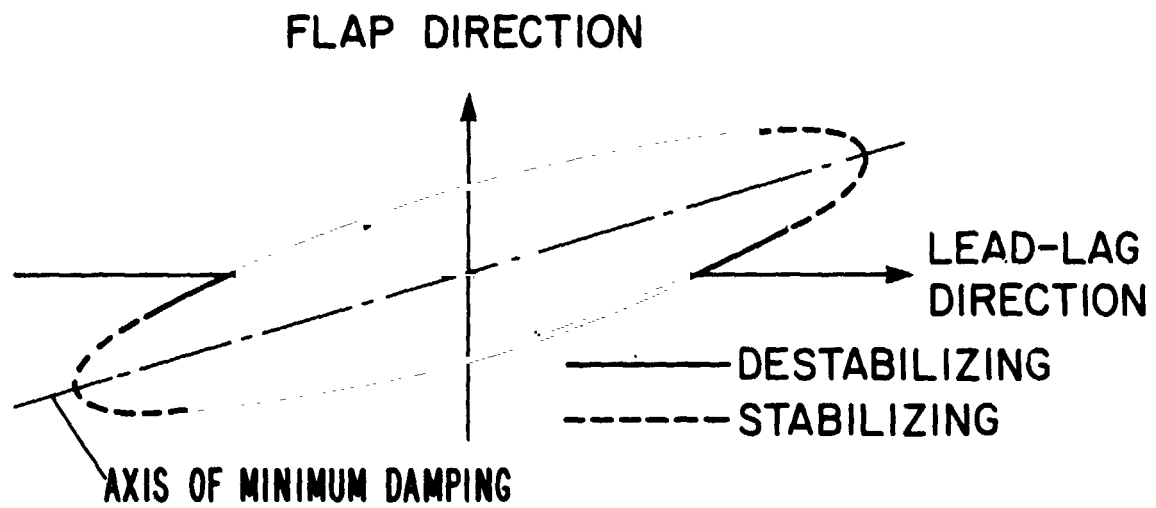 FLAP DIRECTION
LEAD-LAG
DIRECTION
DESTABILIZING
STABILIZING
AXIS OF MINIMUM DAMPING